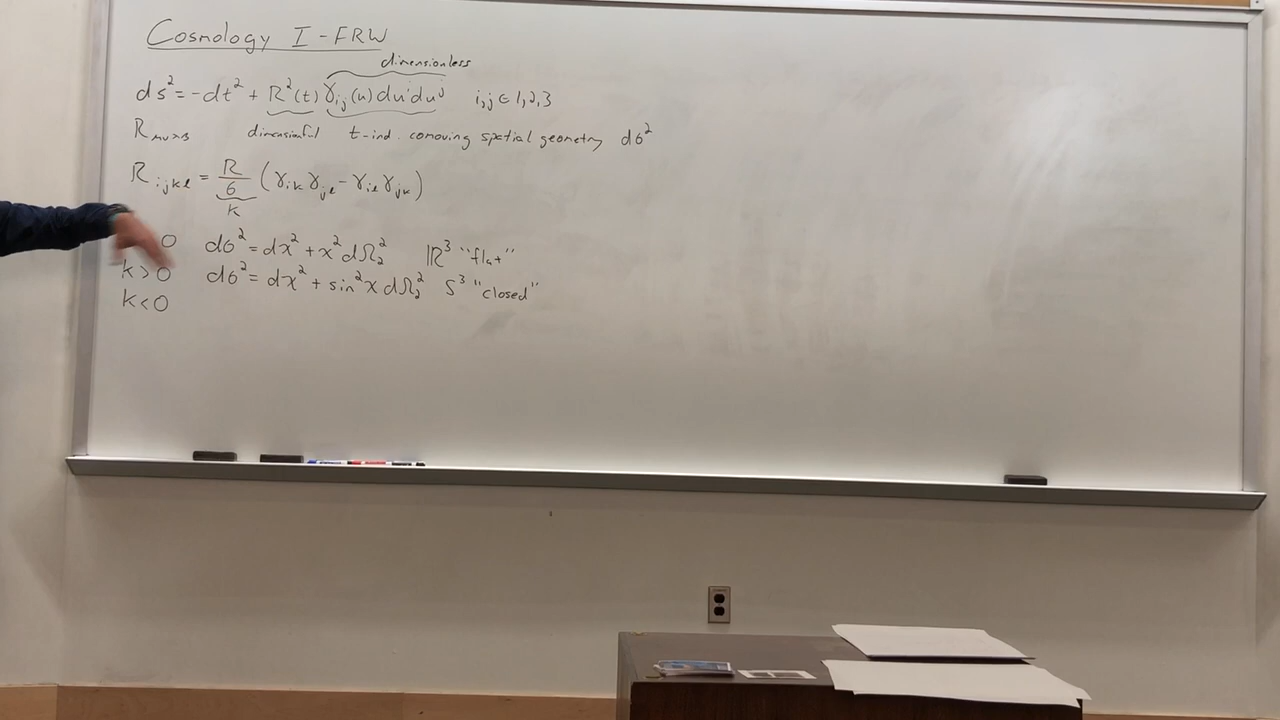 Cosmology I - FRW
dimensionless
ds² = -dt² + R²(t) γᵢⱼ(u) duⁱduʲ i,j ∈ 1,2,3
dimensionful t-ind. comoving spatial geometry dσ²
Rᵢⱼₖₗ = R/6 (γᵢₖ γⱼₗ - γᵢₗ γⱼₖ)
k
0 dσ² = dχ² + χ² dΩ₂² ℝ³ "flat"
k > 0 dσ² = dχ² + sin²χ dΩ₂² S³ "closed"
k < 0